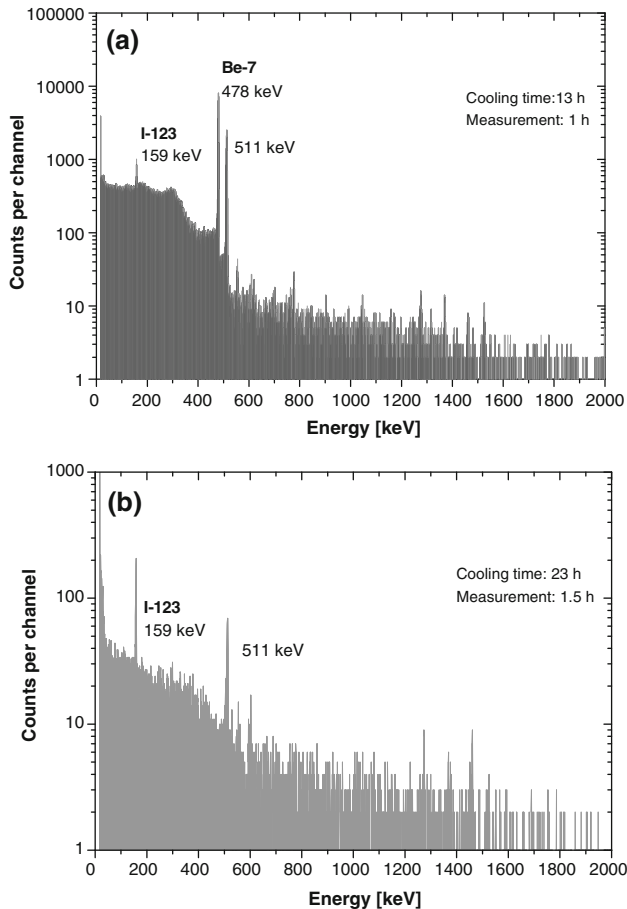 100000
(a)
Be-7
10000
478 keV
Cooling time:13 h
I-123
Measurement: 1 h
159 keV
511 keV
1000
Counts per channel
100
10
1
0 200 400 600 800 1000 1200 1400 1600 1800 2000
Energy [keV]
1000
(b)
Cooling time: 23 h
Measurement: 1.5 h
100
I-123
159 keV
511 keV
Counts per channel
10
1
0 200 400 600 800 1000 1200 1400 1600 1800 2000
Energy [keV]